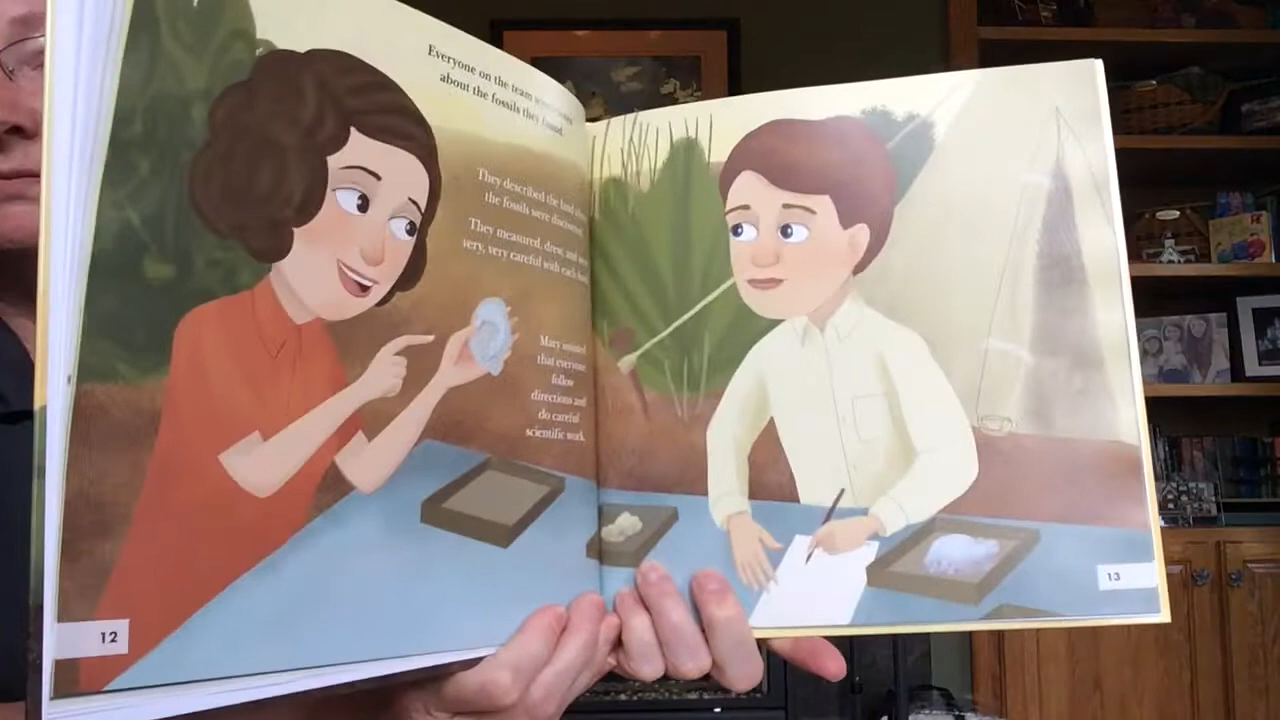 Everyone on the team
about the fossils they found.
They described the land
the fossils were discovered.
They measured, drew, and
very, very careful with each
Mary
that everyone
follow
directions and
do careful
scientific work.
12
13